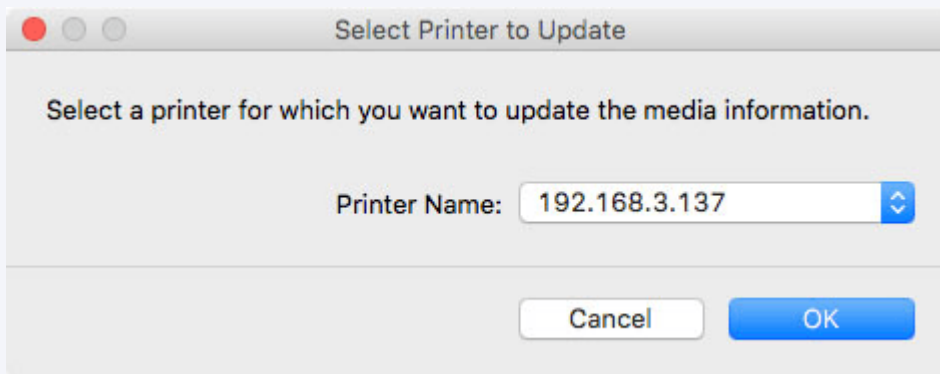 Select Printer to Update
Select a printer for which you want to update the media information.
Printer Name: 192.168.3.137
Cancel OK